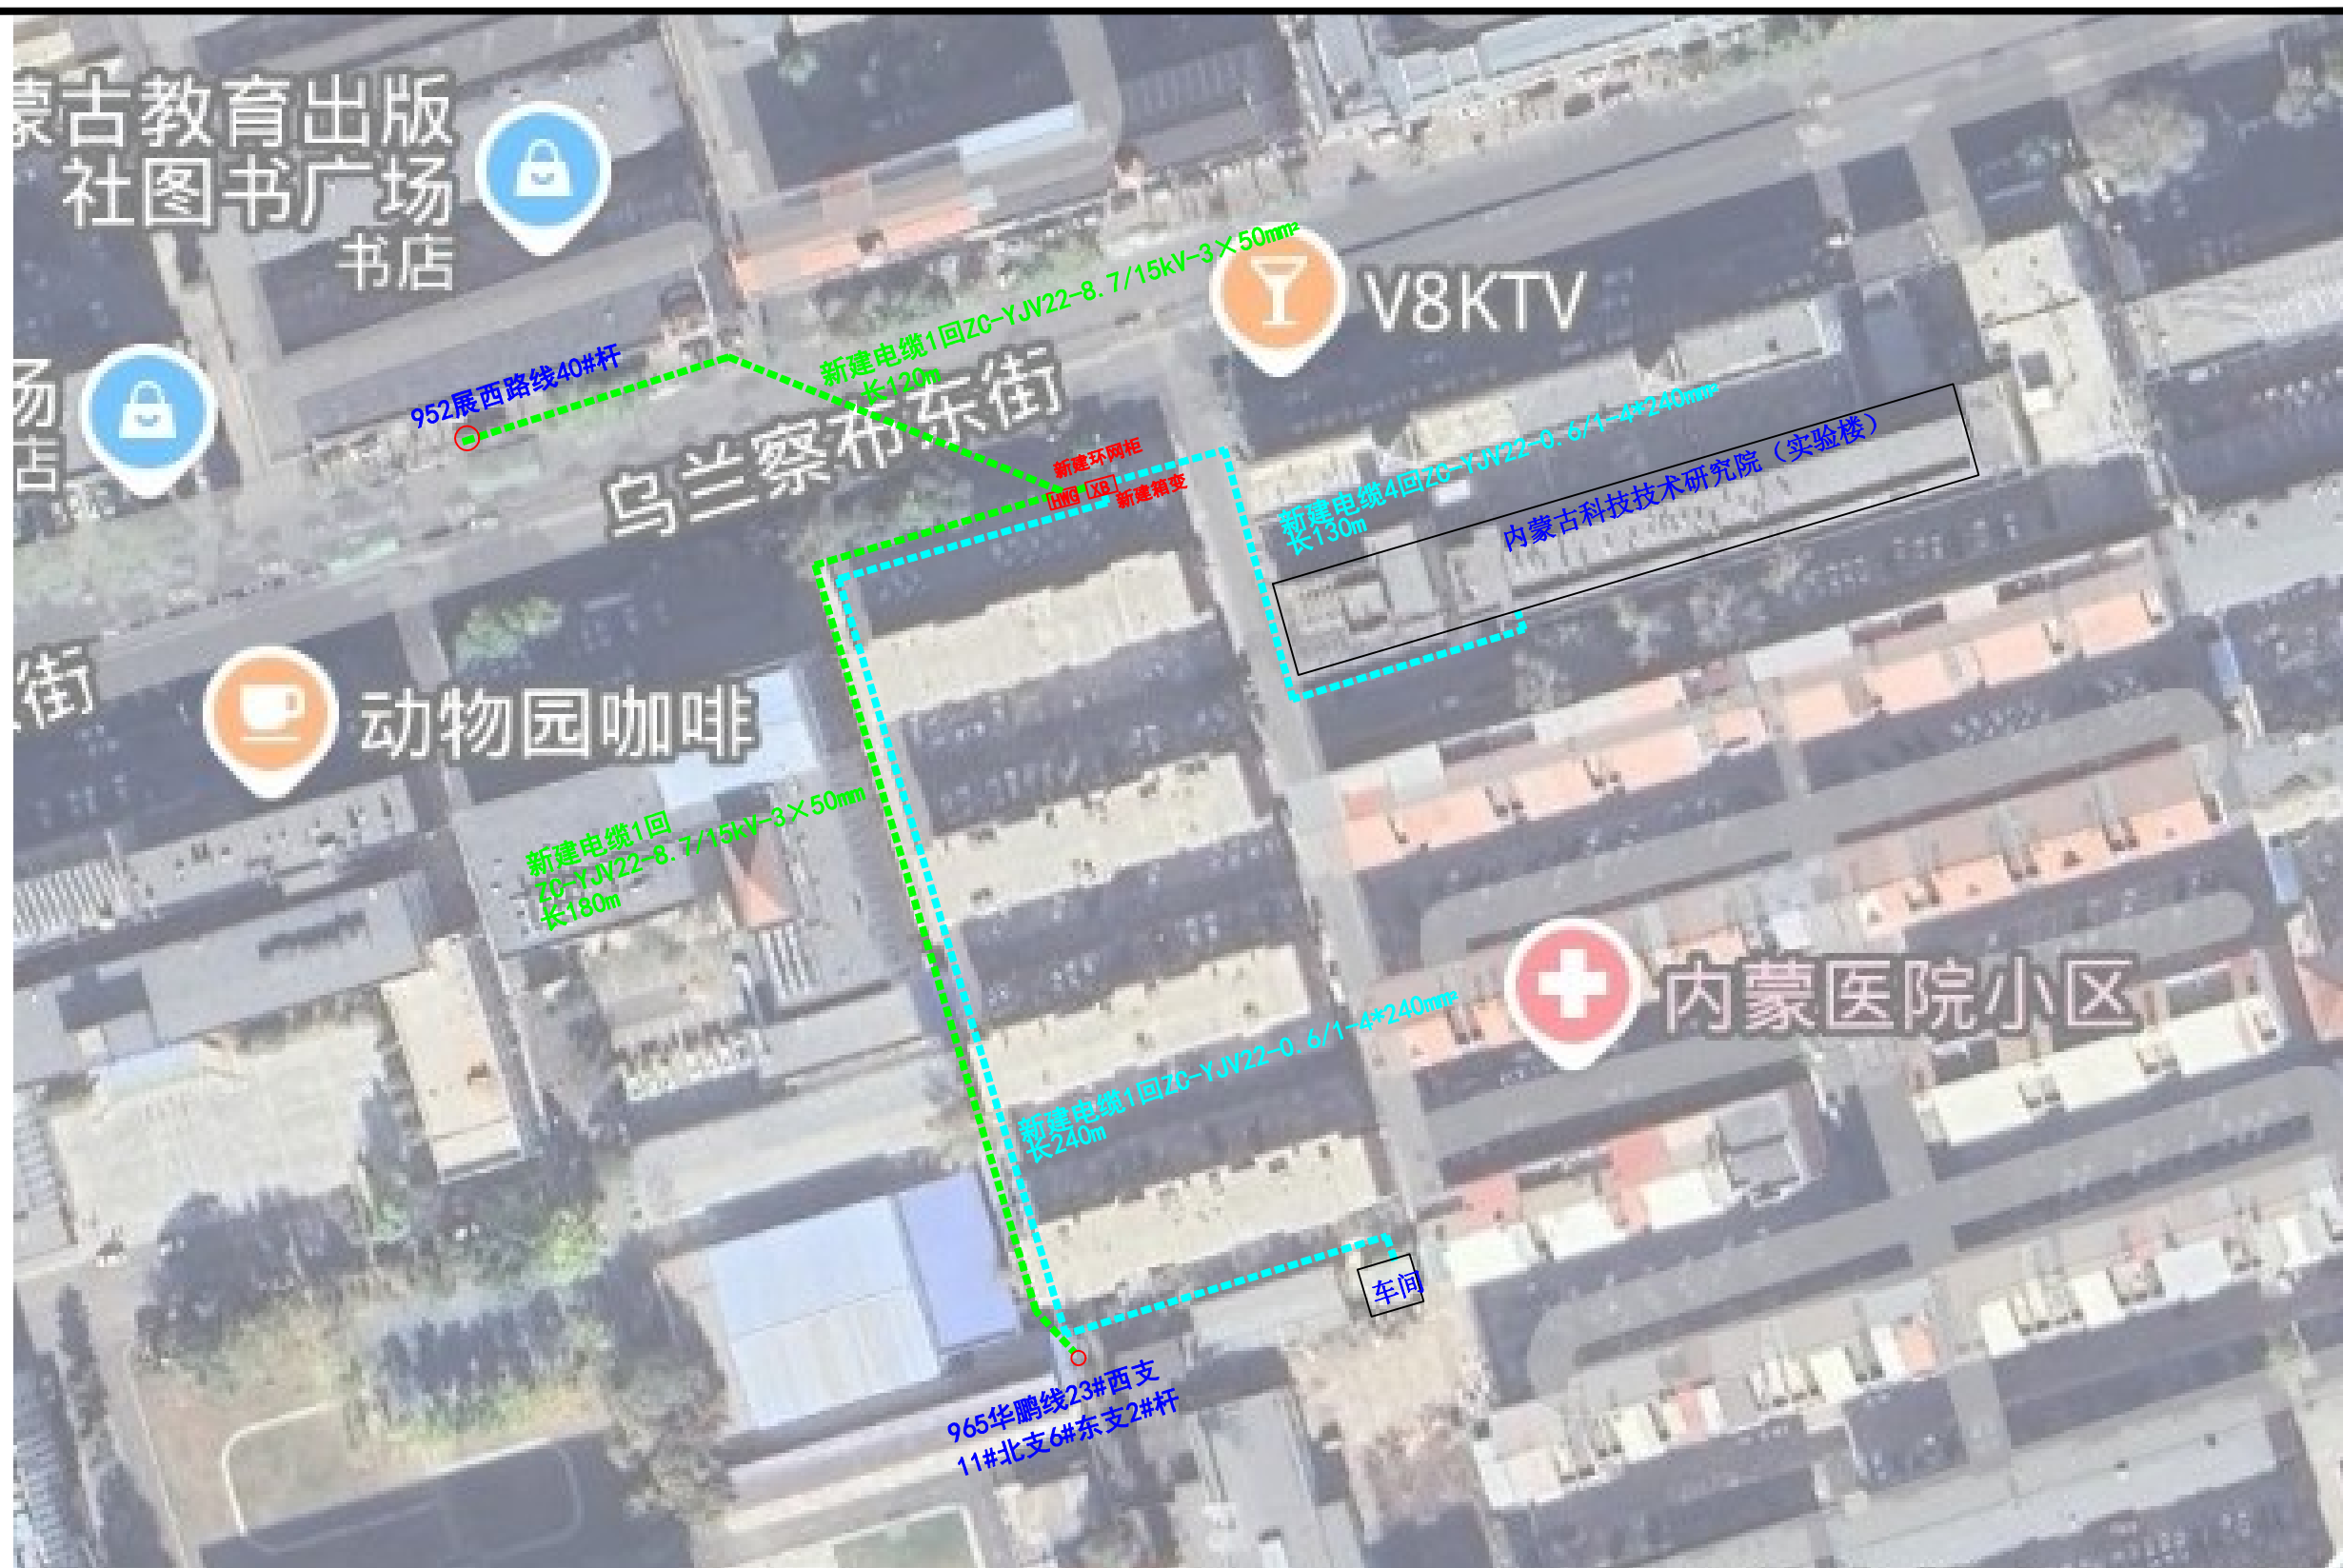 蒙古教育出版
社图书广场
书店
场
店
952展西路线40#杆
新建电缆1回ZC-YJV22-8.7/15kV-3×50mm²
长120m
V8KTV
乌兰察布东街
新建环网柜
HWG
XB
新建箱变
新建电缆4回ZC-YJV22-0.6/1-4*240mm²
长130m
内蒙古科技技术研究院（实验楼）
街
动物园咖啡
新建电缆1回
ZC-YJV22-8.7/15kV-3×50mm
长180m
内蒙医院小区
新建电缆1回ZC-YJV22-0.6/1-4*240mm²
长240m
车间
965华鹏线23#西支
11#北支6#东支2#杆